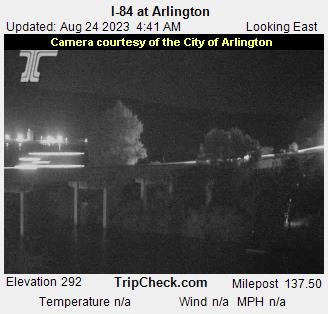 I-84 at Arlington
Updated: Aug 24 2023 4:41 AM Looking East
Camera courtesy of the City of Arlington
Elevation 292 TripCheck.com Milepost 137.50
Temperature n/a Wind n/a MPH n/a